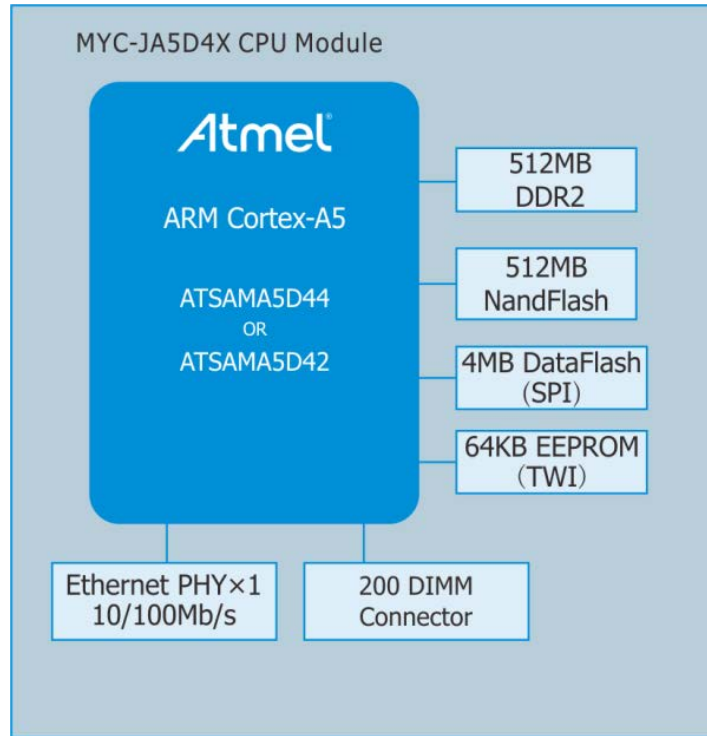 MYC-JA5D4X CPU Module
Atmel®
ARM Cortex-A5
ATSAMA5D44
OR
ATSAMA5D42
512MB
DDR2
512MB
NandFlash
4MB DataFlash
(SPI)
64KB EEPROM
(TWI)
Ethernet PHY×1
10/100Mb/s
200 DIMM
Connector